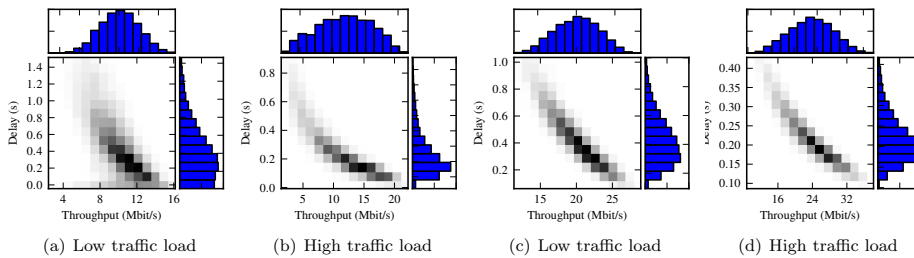 1.4
1.2
1.0
0.8
0.6
0.4
0.2
0.0
Delay (s)
4 6 8 10 12 14 16
Throughput (Mbit/s)
(a) Low traffic load
0.8
0.6
0.4
0.2
0.0
Delay (s)
5 10 15 20
Throughput (Mbit/s)
(b) High traffic load
1.0
0.8
0.6
0.4
0.2
Delay (s)
15 20 25
Throughput (Mbit/s)
(c) Low traffic load
0.40
0.35
0.30
0.25
0.20
0.15
0.10
Delay (s)
16 24 32
Throughput (Mbit/s)
(d) High traffic load